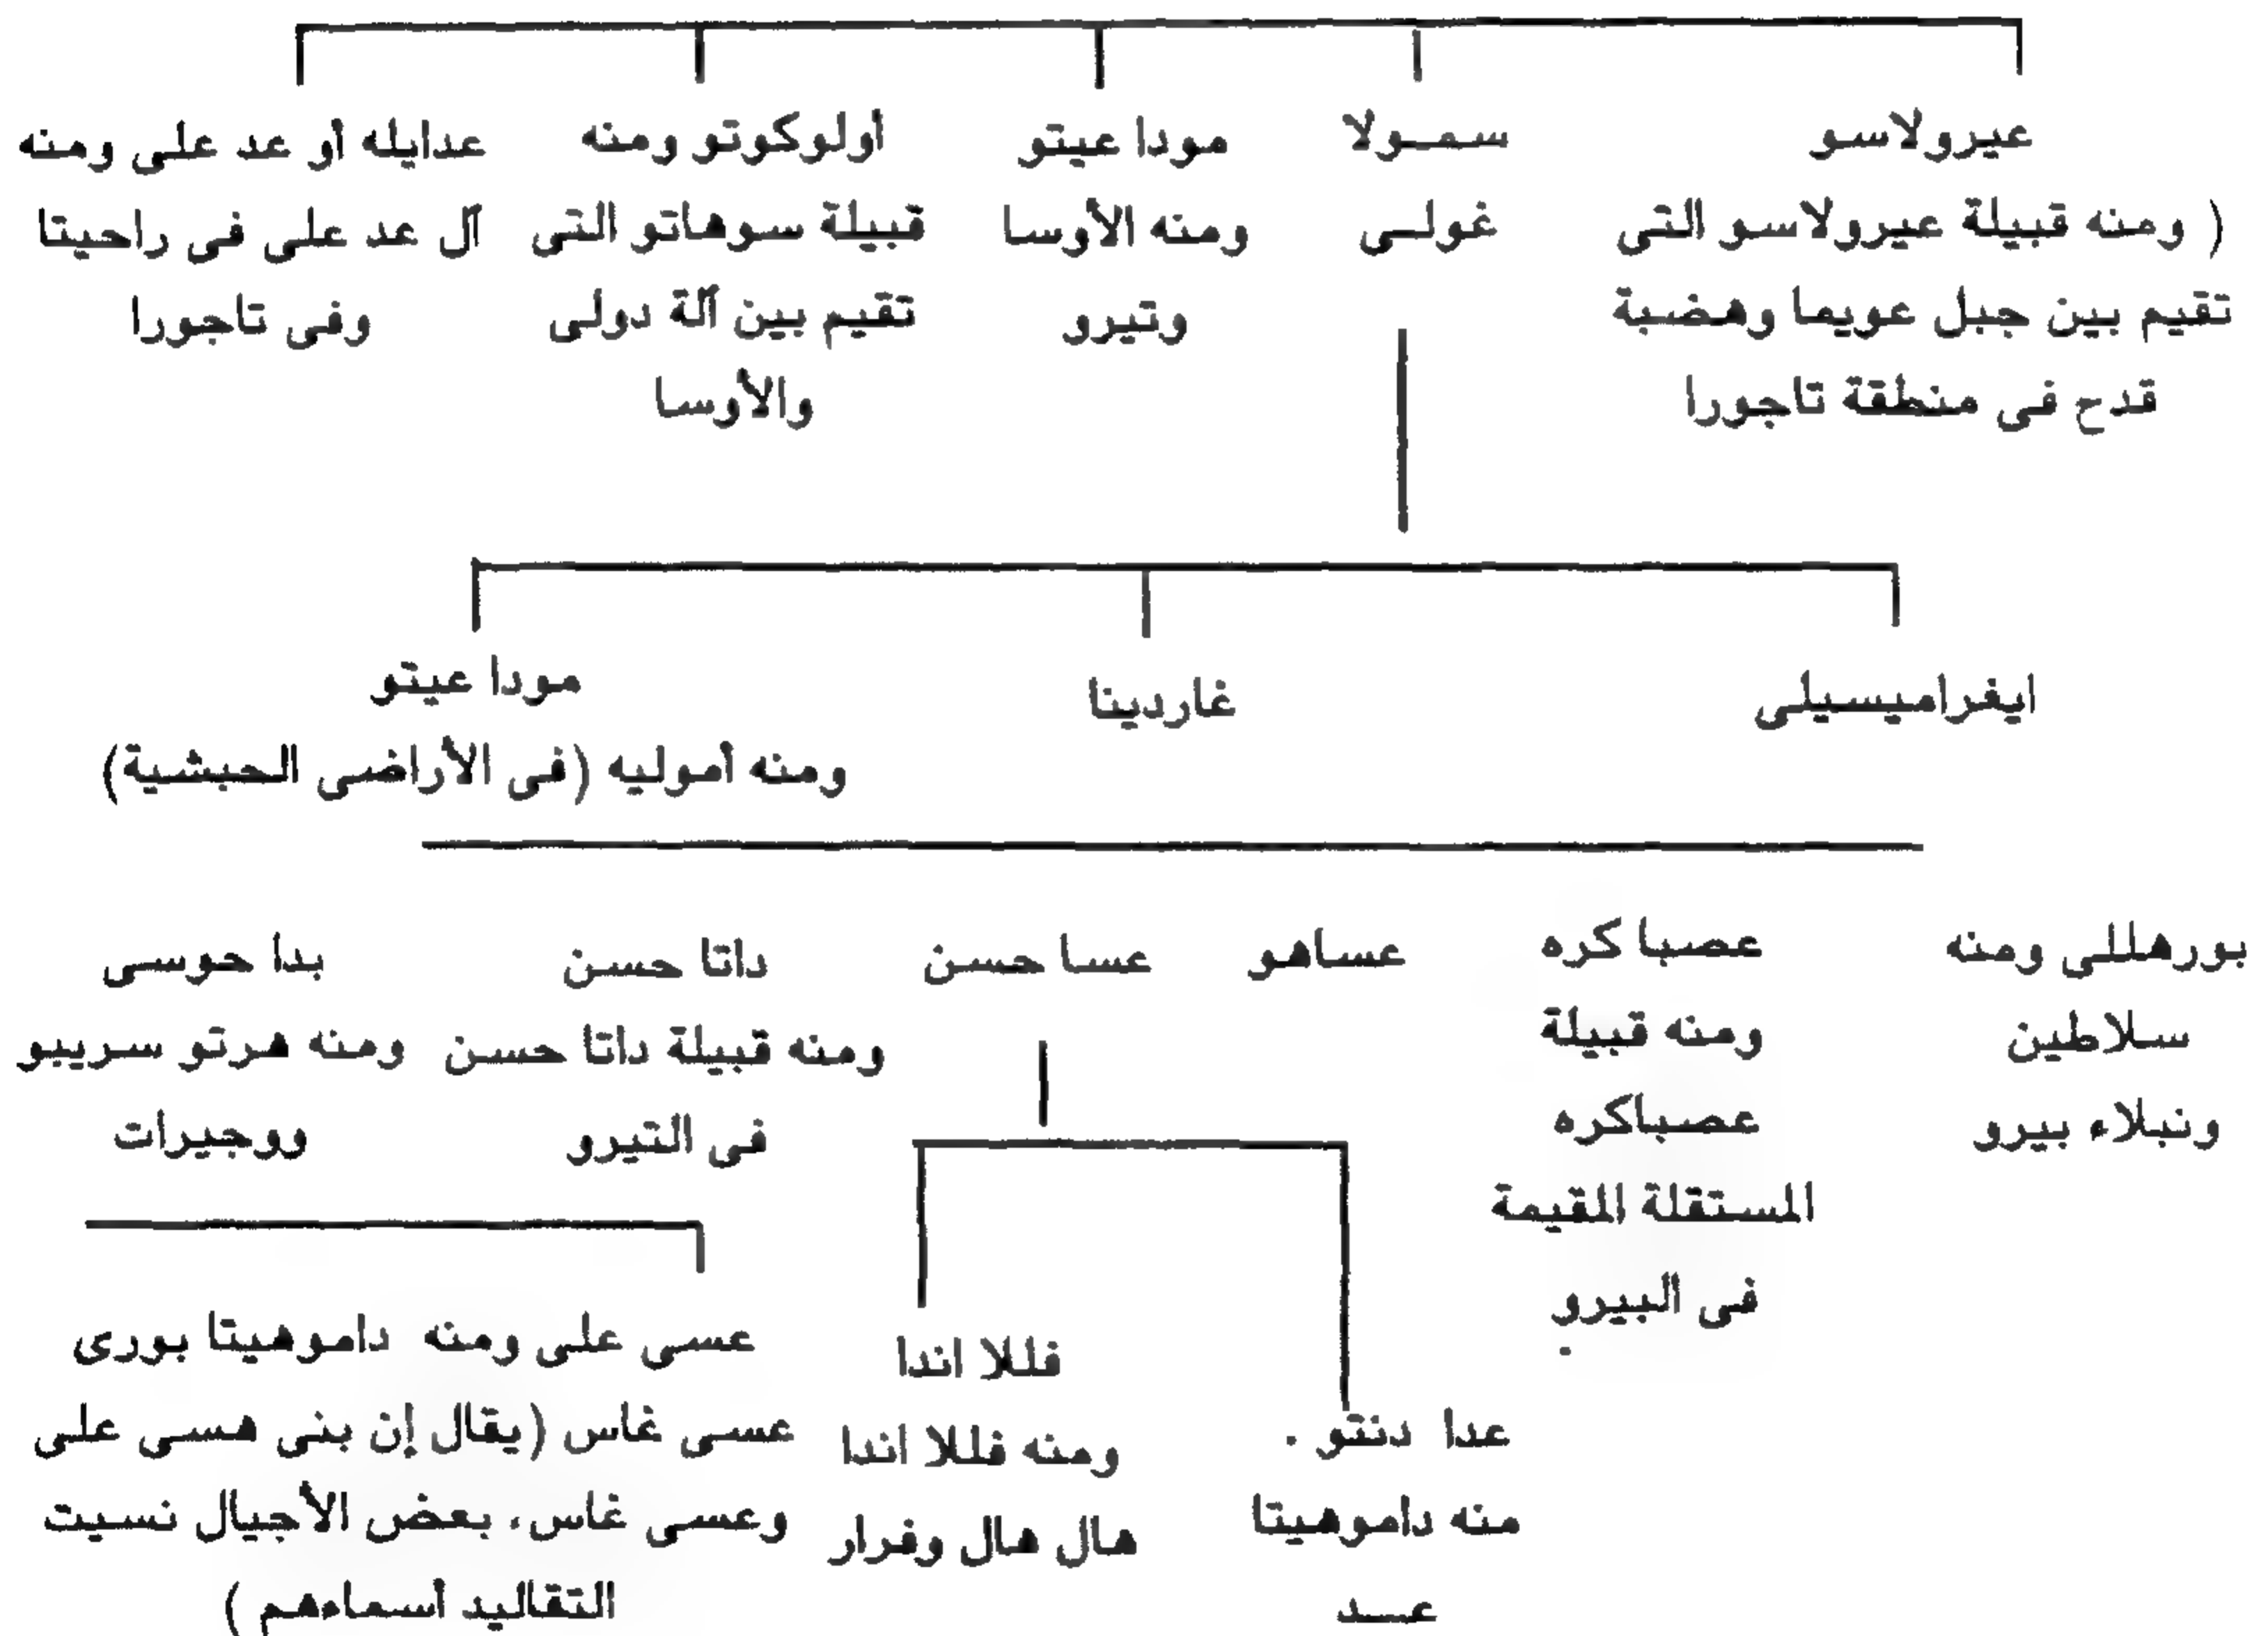 عيرولاسو
( ومنه قبيلة عيرولاسو التى
تقيم بين جبل عويما وهضبة
قدح فى منطقة تاجورا
سمولا
غولى
مودا عيتو
ومنه الأوسا
وتيرو
أولوكوتو ومنه
قبيلة سوهاتو التى
تقيم بين آلة دولى
والأوسا
عدايله أو عد على ومنه
آل عد على فى راحيتا
وفى تاجورا
ايغراميسيلى
غاردينا
مودا عيتو
ومنه أموليه (فى الأراضى الحبشية)
بورهللى ومنه
سلاطين
ونبلاء بيرو
عصبا كره
ومنه قبيلة
عصباكره
المستقلة المقيمة
فى البيرو
عساهو
عسا حسن
داتا حسن
ومنه قبيلة داتا حسن
فى التيرو
بدا حوسى
ومنه هرتو سريبو
ووجيرات
عدا دنتو .
منه داموهيتا
عد
فللا اندا
ومنه فللا اندا
هال هال وفرار
عسى على ومنه داموهيتا بورى
عسى غاس (يقال إن بنى هسى على
وعسى غاس، بعض الأجيال نسيت
التقاليد أسماءهم )